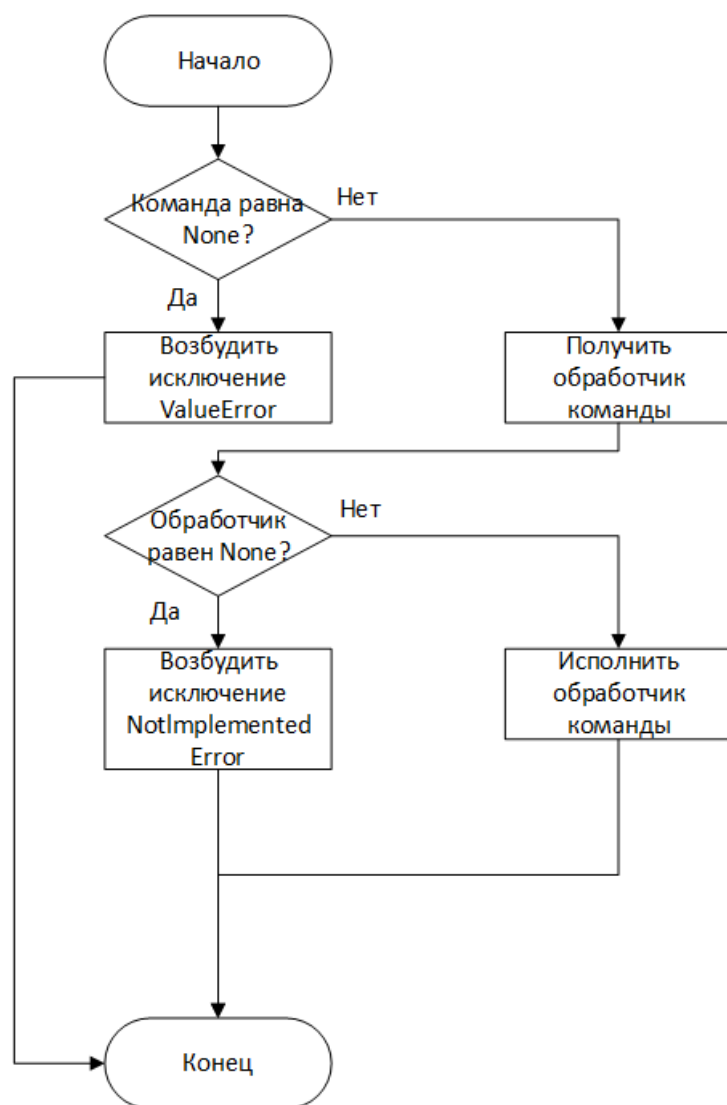 Начало
Команда равна
None?
Нет
Да
Возбудить
исключение
ValueError
Получить
обработчик
команды
Обработчик
равен None?
Нет
Да
Возбудить
исключение
NotImplemented
Error
Исполнить
обработчик
команды
Конец